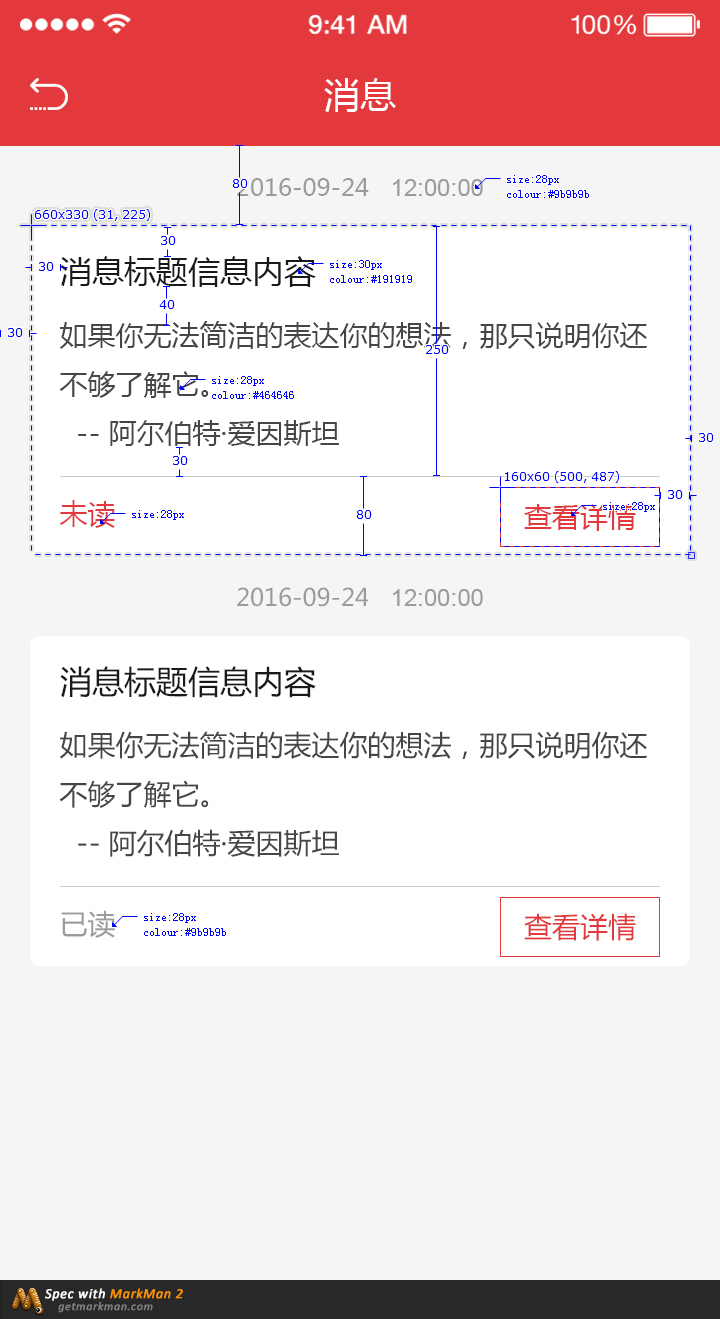 9:41 AM
100%
消息
80
2016-09-24 12:00:00
size:28px
colour:#9b9b9b
660x330 (31, 225)
30
30
消息标题信息内容
size:30px
colour:#191919
40
30
如果你无法简洁的表达你的想法，那只说明你还
250
不够了解它。
size:28px
colour:#464646
-- 阿尔伯特·爱因斯坦
30
30
160x60 (500, 487)
30
未读
size:28px
80
查看详情
size:28px
2016-09-24 12:00:00
消息标题信息内容
如果你无法简洁的表达你的想法，那只说明你还
不够了解它。
-- 阿尔伯特·爱因斯坦
已读
size:28px
colour:#9b9b9b
查看详情
Spec with MarkMan 2
getmarkman.com